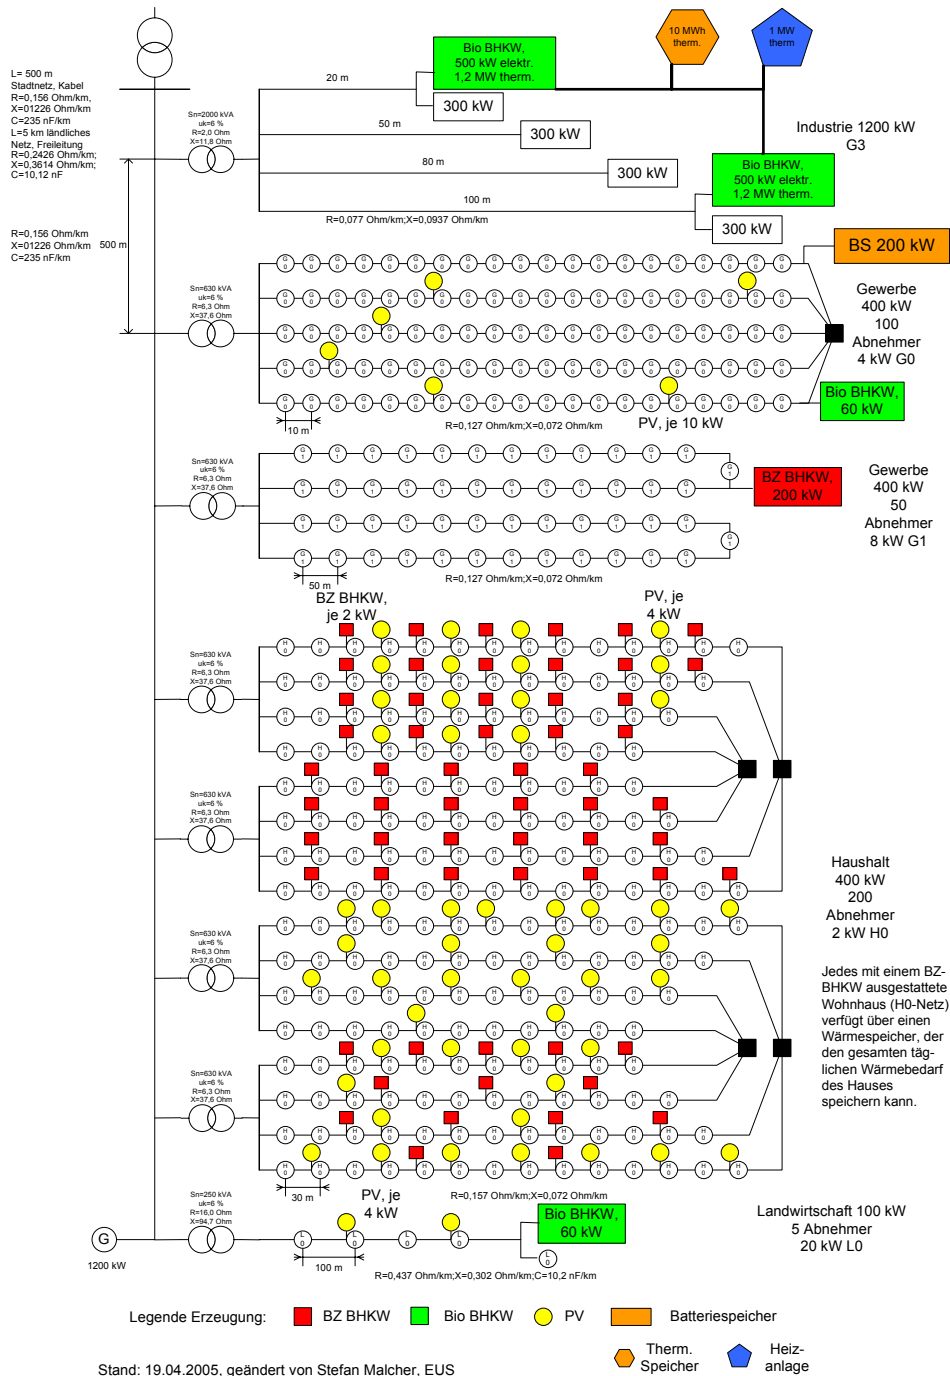 L= 500 m
Stadtnetz, Kabel
R=0,156 Ohm/km,
X=01226 Ohm/km
C=235 nF/km
L=5 km ländliches
Netz, Freileitung
R=0,2426 Ohm/km;
X=0,3614 Ohm/km;
C=10,12 nF
R=0,156 Ohm/km
X=01226 Ohm/km
C=235 nF/km
500 m
Sn=2000 kVA
uk=6 %
R=2,0 Ohm
X=11,8 Ohm
20 m
Bio BHKW,
500 kW elektr.
1,2 MW therm.
10 MWh
therm.
1 MW
therm.
300 kW
50 m
300 kW
80 m
300 kW
100 m
R=0,077 Ohm/km;X=0,0937 Ohm/km
Bio BHKW,
500 kW elektr.
1,2 MW therm.
300 kW
Industrie 1200 kW
G3
Sn=630 kVA
uk=6 %
R=6,3 Ohm
X=37,6 Ohm
G 0
BS 200 kW
Gewerbe
400 kW
100
Abnehmer
4 kW G0
Bio BHKW,
60 kW
10 m
R=0,127 Ohm/km;X=0,072 Ohm/km
PV, je 10 kW
Sn=630 kVA
uk=6 %
R=6,3 Ohm
X=37,6 Ohm
G 1
BZ BHKW,
200 kW
Gewerbe
400 kW
50
Abnehmer
8 kW G1
50 m
R=0,127 Ohm/km;X=0,072 Ohm/km
BZ BHKW,
je 2 kW
PV, je
4 kW
Sn=630 kVA
uk=6 %
R=6,3 Ohm
X=37,6 Ohm
H 0
Sn=630 kVA
uk=6 %
R=6,3 Ohm
X=37,6 Ohm
Haushalt
400 kW
200
Abnehmer
2 kW H0
Sn=630 kVA
uk=6 %
R=6,3 Ohm
X=37,6 Ohm
Jedes mit einem BZ-
BHKW ausgestattete
Wohnhaus (H0-Netz)
verfügt über einen
Wärmespeicher, der
den gesamten täg-
lichen Wärmebedarf
des Hauses
speichern kann.
Sn=630 kVA
uk=6 %
R=6,3 Ohm
X=37,6 Ohm
30 m
PV, je
4 kW
R=0,157 Ohm/km;X=0,072 Ohm/km
Sn=250 kVA
uk=6 %
R=16,0 Ohm
X=94,7 Ohm
G
1200 kW
L 0
100 m
Bio BHKW,
60 kW
L 0
R=0,437 Ohm/km;X=0,302 Ohm/km;C=10,2 nF/km
Landwirtschaft 100 kW
5 Abnehmer
20 kW L0
Legende Erzeugung:
BZ BHKW
Bio BHKW
PV
Batteriespeicher
Therm.
Speicher
Heiz-
anlage
Stand: 19.04.2005, geändert von Stefan Malcher, EUS